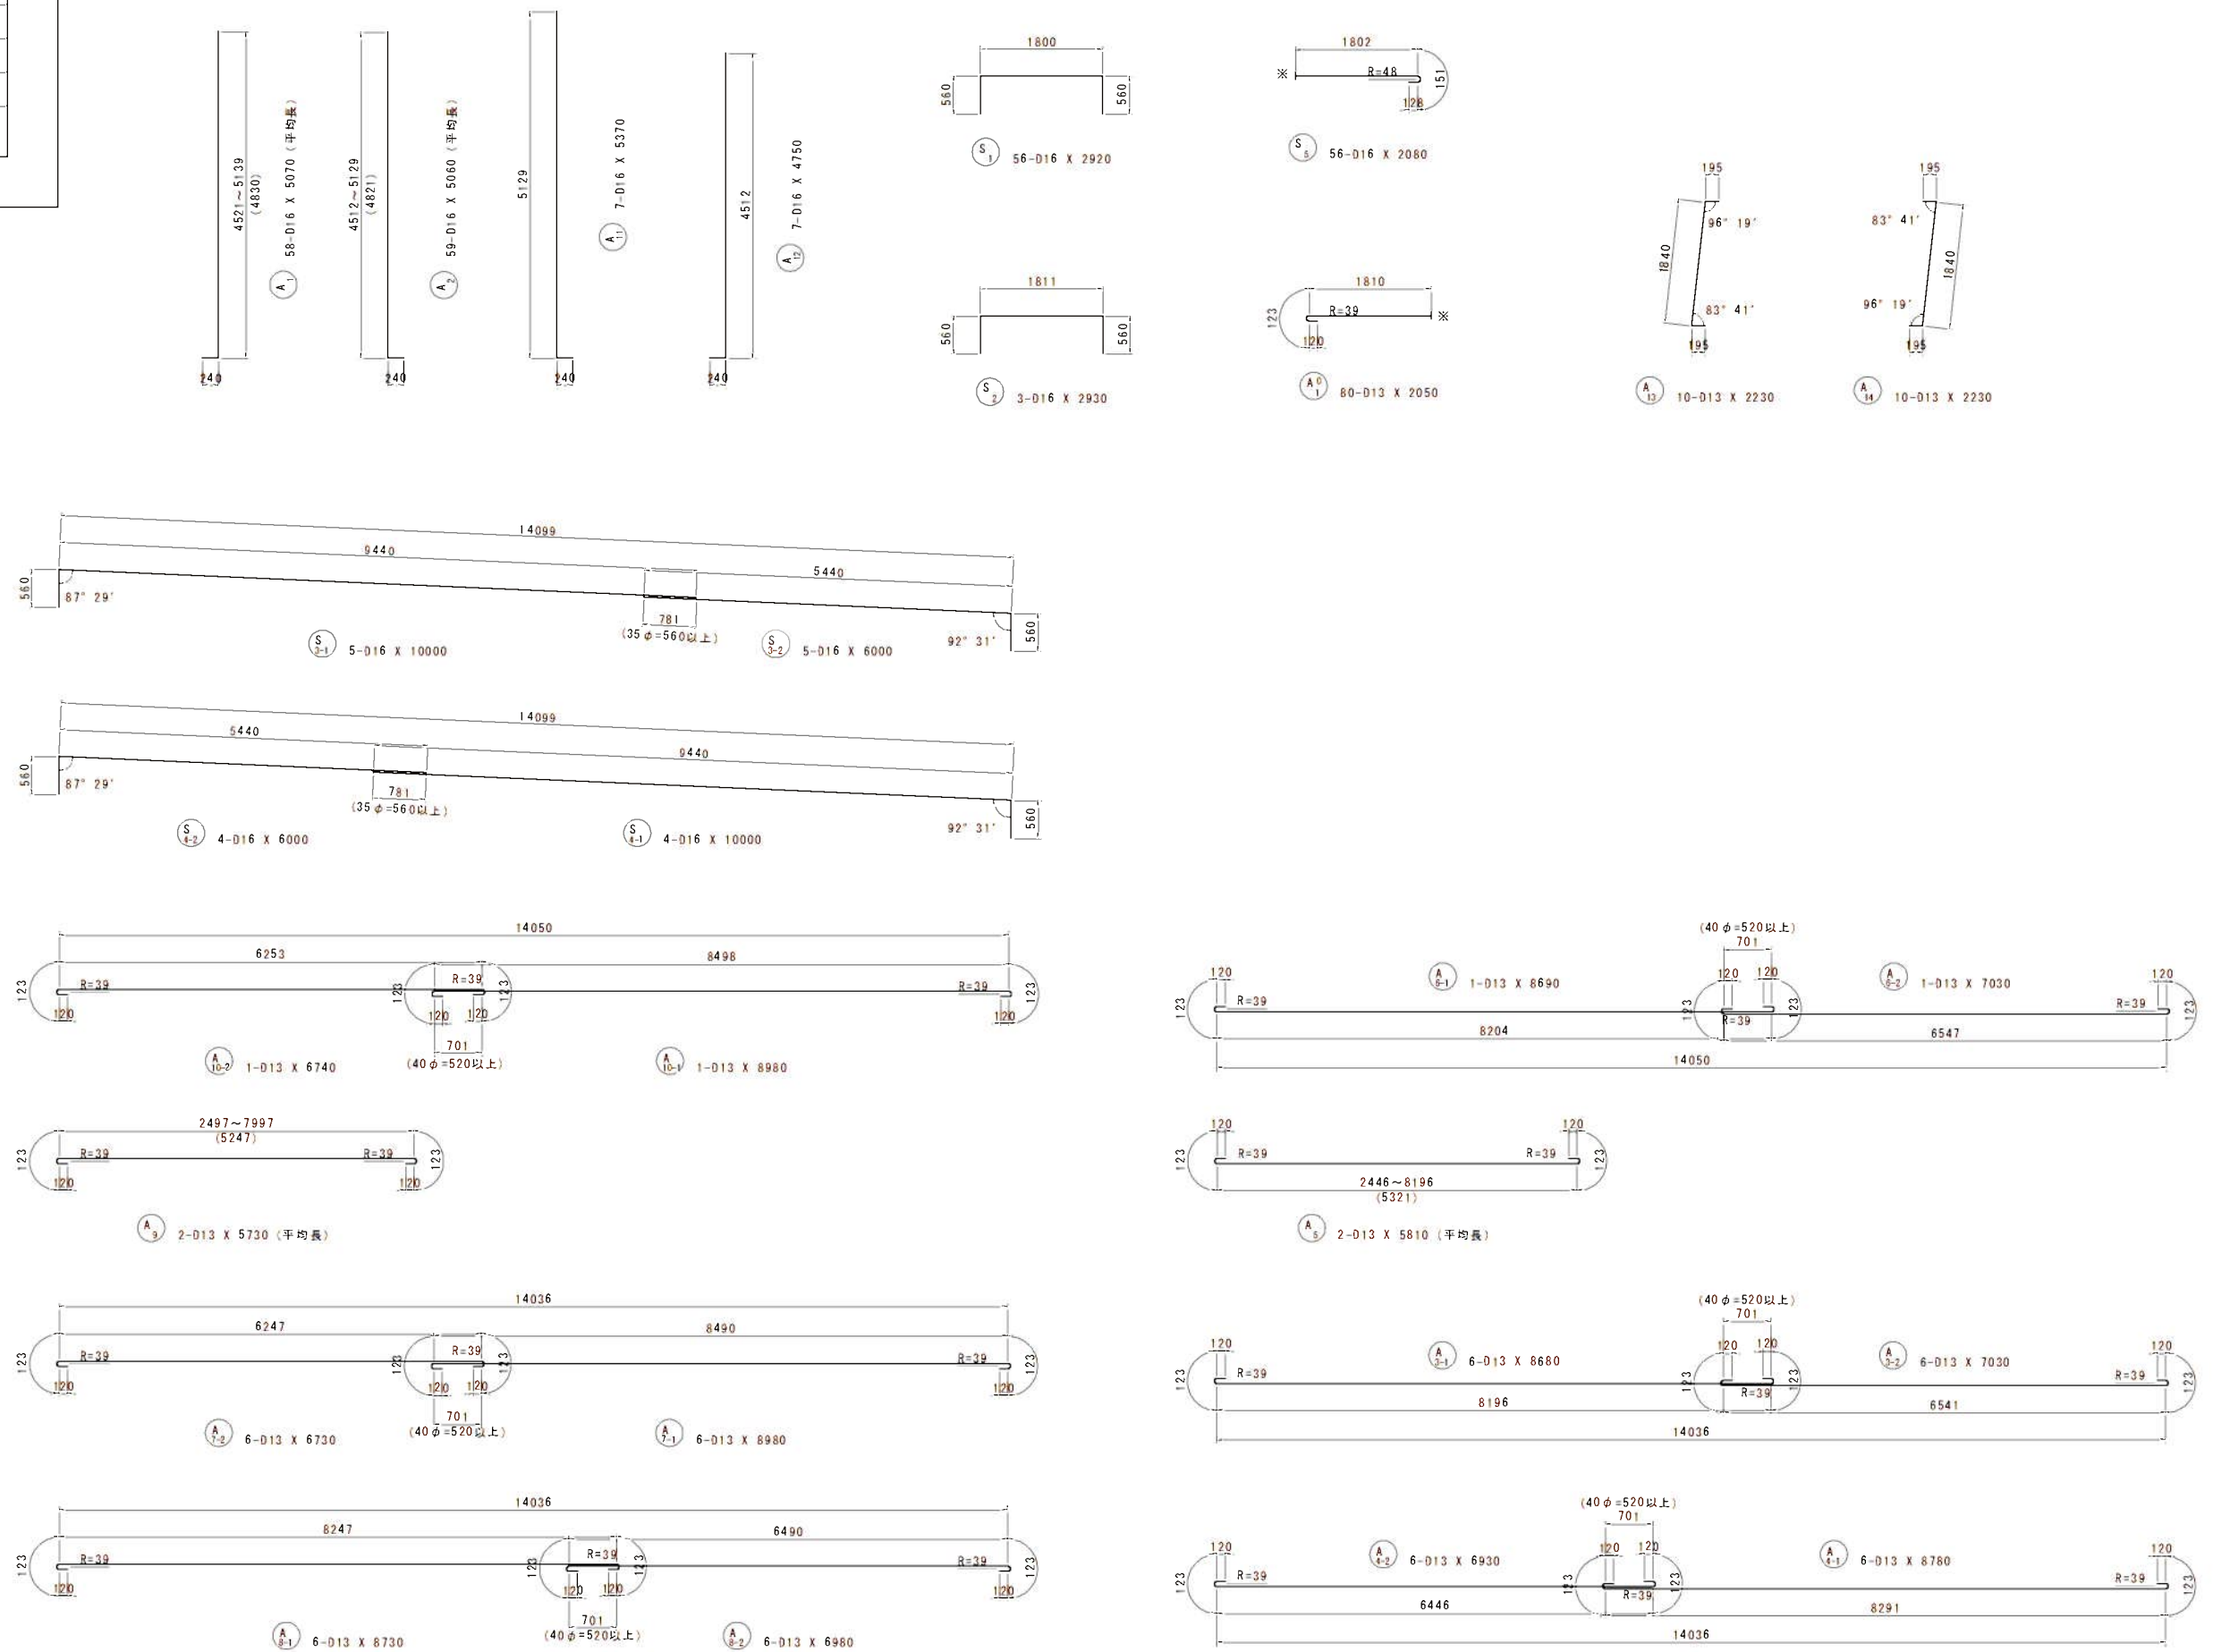 4521～5139
(4830)
240
A1
58-D16 X 5070 (平均長)
4512～5129
(4821)
240
A2
59-D16 X 5060 (平均長)
5129
240
A11
7-D16 X 5370
4512
240
A12
7-D16 X 4750
1800
560
560
S1
56-D16 X 2920
1802
※
R=48
151
128
S5
56-D16 X 2080
1811
560
560
S2
3-D16 X 2930
1810
123
R=39
※
120
A0 1
80-D13 X 2050
195
96° 19'
1840
83° 41'
195
A13
10-D13 X 2230
195
83° 41'
1840
96° 19'
195
A14
10-D13 X 2230
14099
9440
5440
560
87° 29'
781
(35φ=560以上)
92° 31'
560
S3-1
5-D16 X 10000
S3-2
5-D16 X 6000
14099
5440
9440
560
87° 29'
781
(35φ=560以上)
92° 31'
560
S4-2
4-D16 X 6000
S4-1
4-D16 X 10000
14050
6253
8498
123
R=39
120
123
R=39
123
120
120
R=39
123
120
701
(40φ=520以上)
A10-2
1-D13 X 6740
A10-1
1-D13 X 8980
(40φ=520以上)
701
120
A6-1
1-D13 X 8690
120
120
A6-2
1-D13 X 7030
120
123
R=39
123
R=39
123
R=39
123
8204
6547
14050
2497～7997
(5247)
123
R=39
R=39
123
120
120
A9
2-D13 X 5730 (平均長)
120
120
123
R=39
R=39
123
2446～8196
(5321)
A5
2-D13 X 5810 (平均長)
14036
6247
8490
123
R=39
120
123
R=39
123
120
120
R=39
123
120
701
(40φ=520以上)
A7-2
6-D13 X 6730
A7-1
6-D13 X 8980
(40φ=520以上)
701
120
A3-1
6-D13 X 8680
120
120
A3-2
6-D13 X 7030
120
123
R=39
123
R=39
123
R=39
123
8196
6541
14036
14036
8247
6490
123
R=39
120
123
R=39
123
120
120
R=39
123
120
701
(40φ=520以上)
A8-1
6-D13 X 8730
A8-2
6-D13 X 6980
(40φ=520以上)
701
120
A4-2
6-D13 X 6930
120
120
A4-1
6-D13 X 8780
120
123
R=39
123
R=39
123
R=39
123
6446
8291
14036